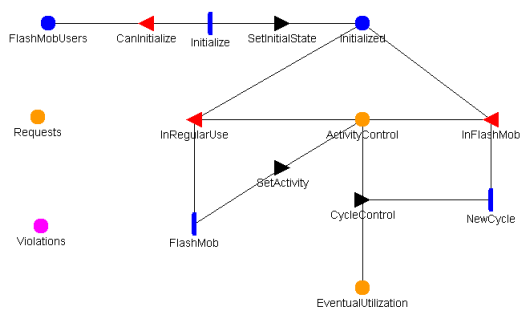 FlashMobUsers
CanInitialize
Initialize
SetInitialState
Initialized
Requests
InRegularUse
ActivityControl
InFlashMob
SetActivity
CycleControl
NewCycle
Violations
FlashMob
EventualUtilization